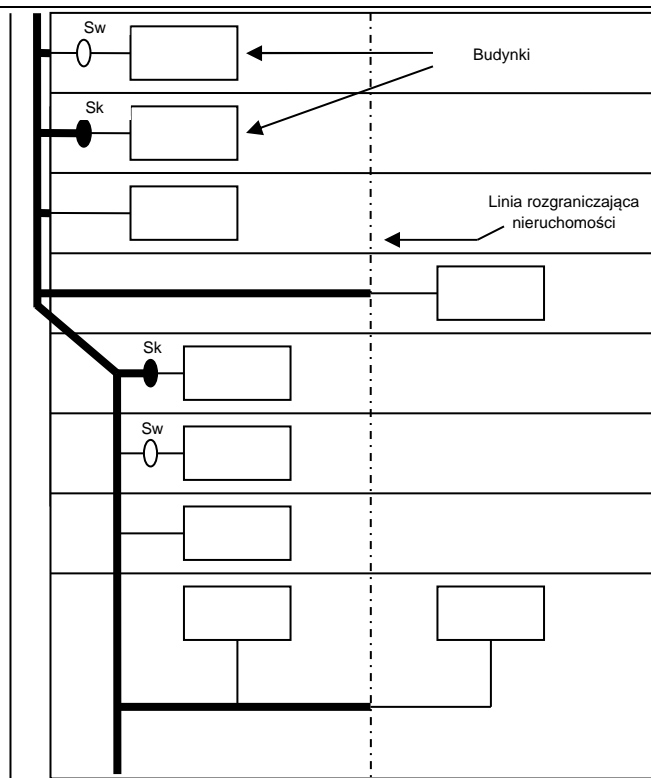 Sw
Budynki
Sk
Linia rozgraniczająca
nieruchomości
Sk
Sw